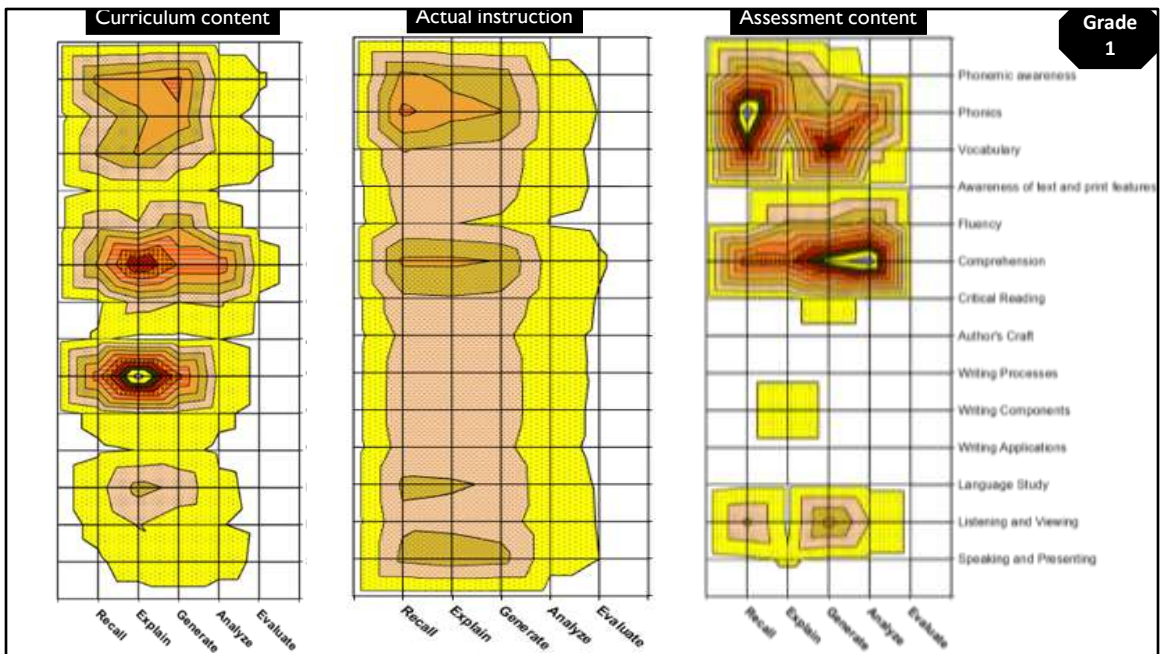 Curriculum content
Actual instruction
Assessment content
Grade
1
Phonemic awareness
Phonics
Vocabulary
Awareness of text and print features
Fluency
Comprehension
Critical Reading
Author's Craft
Writing Processes
Writing Components
Writing Applications
Language Study
Listening and Viewing
Speaking and Presenting
Recall
Explain
Generate
Analyze
Evaluate
Recall
Explain
Generate
Analyze
Evaluate
Recall
Explain
Generate
Analyze
Evaluate